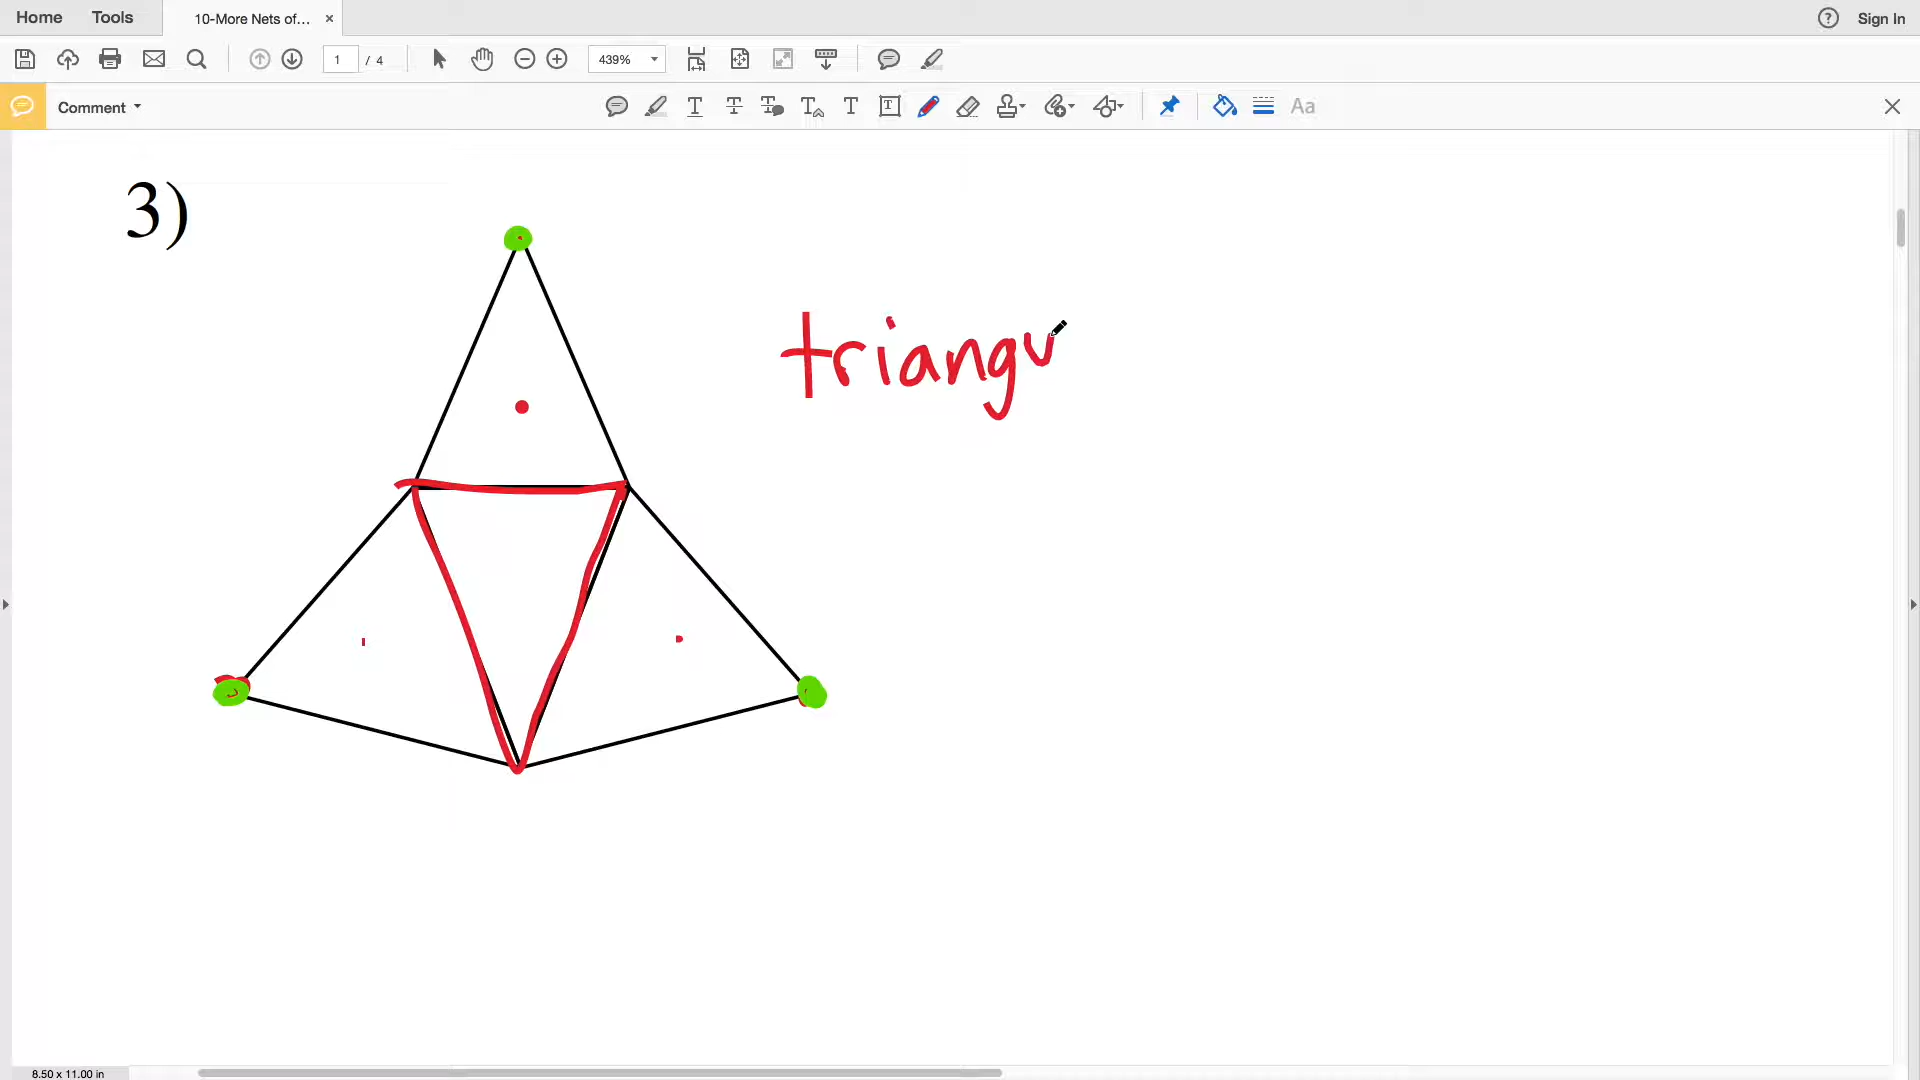 Home Tools 10-More Nets of... × ? Sign In
1 / 4 439%
Comment T T T T T T Aa
3)
triangu
8.50 x 11.00 in